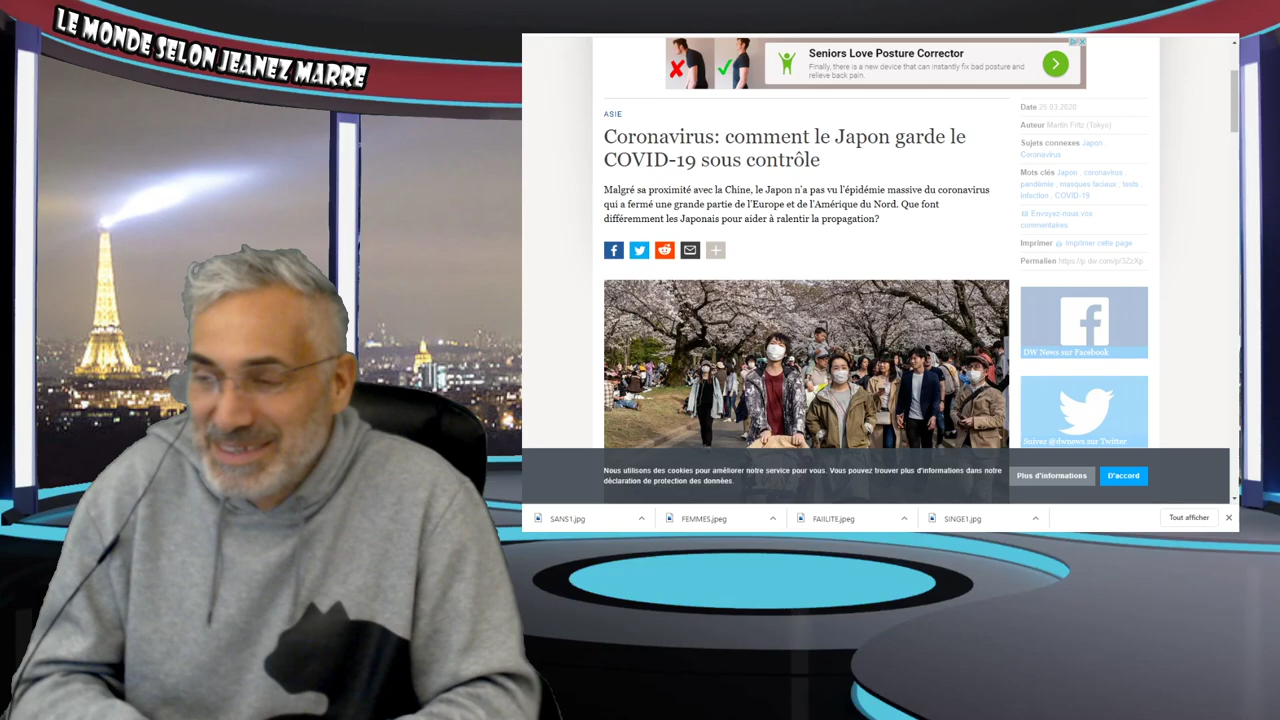 LE MONDE SELON JEANEZ MARRE
Seniors Love Posture Corrector
Finally, there is a new device that can instantly fix bad posture and
relieve back pain.
ASIE
Coronavirus: comment le Japon garde le
COVID-19 sous contrôle
Malgré sa proximité avec la Chine, le Japon n'a pas vu l'épidémie massive du coronavirus
qui a fermé une grande partie de l'Europe et de l'Amérique du Nord. Que font
différemment les Japonais pour aider à ralentir la propagation?
Date 25.03.2020
Auteur Martin Fritz (Tokyo)
Sujets connexes Japon ,
Coronavirus
Mots clés Japon , coronavirus ,
pandémie , masques faciaux , tests ,
infection , COVID-19
Envoyez-nous vos
commentaires.
Imprimer Imprimer cette page
Permalien https://p.dw.com/p/3ZzXp
DW News sur Facebook
Suivez @dwnews sur Twitter
Nous utilisons des cookies pour améliorer notre service pour vous. Vous pouvez trouver plus d'informations dans notre
déclaration de protection des données.
Plus d'informations
D'accord
SANS1.jpg
FEMMES.jpeg
FAIILITE.jpeg
SINGE1.jpg
Tout afficher